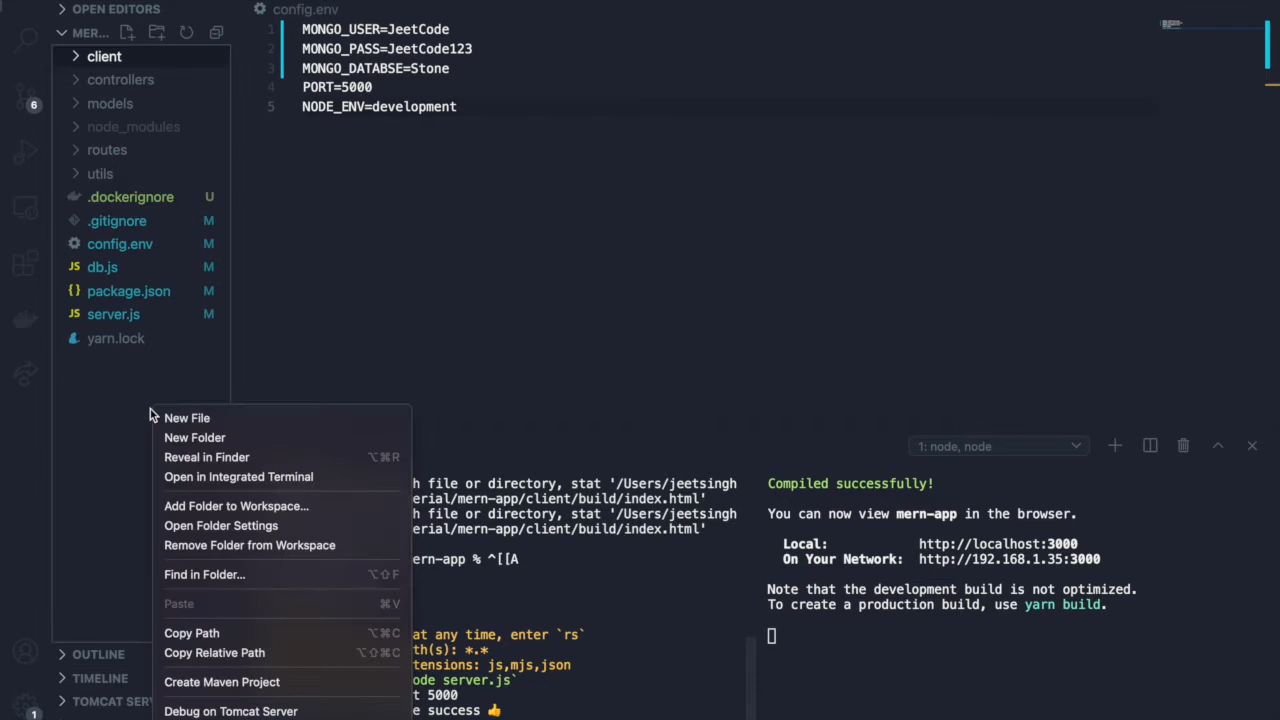 OPEN EDITORS
MER...
client
controllers
models
node_modules
routes
utils
.dockerignore U
.gitignore M
config.env M
db.js M
package.json M
server.js M
yarn.lock
OUTLINE
TIMELINE
TOMCAT SERV
6
1
config.env
1 MONGO_USER=JeetCode
2 MONGO_PASS=JeetCode123
3 MONGO_DATABSE=Stone
4 PORT=5000
5 NODE_ENV=development
New File
New Folder
Reveal in Finder ⌥⌘R
Open in Integrated Terminal
Add Folder to Workspace...
Open Folder Settings
Remove Folder from Workspace
Find in Folder... ⌥⇧F
Paste ⌘V
Copy Path ⌥⌘C
Copy Relative Path ⌥⇧⌘C
Create Maven Project
Debug on Tomcat Server
1: node, node
h file or directory, stat '/Users/jeetsingh
erial/mern-app/client/build/index.html'
h file or directory, stat '/Users/jeetsingh
erial/mern-app/client/build/index.html'
ern-app % ^[[A
at any time, enter `rs`
th(s): *.*
tensions: js,mjs,json
ode server.js`
t 5000
e success 👍
Compiled successfully!
You can now view mern-app in the browser.
Local: http://localhost:3000
On Your Network: http://192.168.1.35:3000
Note that the development build is not optimized.
To create a production build, use yarn build.